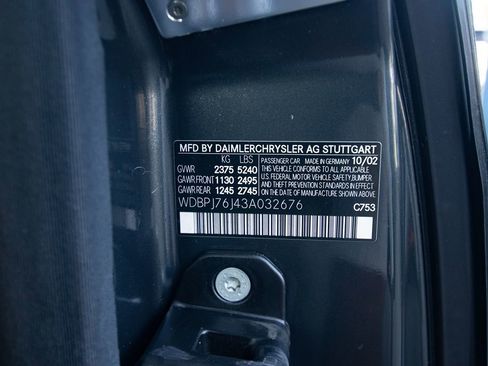 MFD BY DAIMLERCHRYSLER AG STUTTGART
KG LBS PASSENGER CAR MADE IN GERMANY 10/02
GVWR 2375 5240 THIS VEHICLE CONFORMS TO ALL APPLICABLE
GAWR FRONT 1130 2495 U.S. FEDERAL MOTOR VEHICLE SAFETY, BUMPER
GAWR REAR 1245 2745 AND THEFT PREVENTION STANDARDS IN EFFECT
ON THE DATE OF MANUFACTURE SHOWN ABOVE
WDBPJ76J43A032676 C753